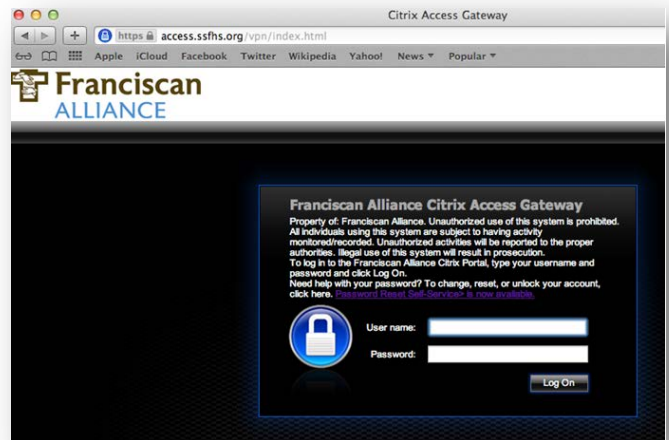 Citrix Access Gateway
https access.ssfhs.org/vpn/index.html
Apple iCloud Facebook Twitter Wikipedia Yahoo! News Popular
Franciscan
ALLIANCE
Franciscan Alliance Citrix Access Gateway
Property of: Franciscan Alliance. Unauthorized use of this system is prohibited.
All individuals using this system are subject to having activity
monitored/recorded. Unauthorized activities will be reported to the proper
authorities. Illegal use of this system will result in prosecution.
To log in to the Franciscan Alliance Citrix Portal, type your username and
password and click Log On.
Need help with your password? To change, reset, or unlock your account,
click here. Password Reset Self-Service> is now available.
User name:
Password:
Log On